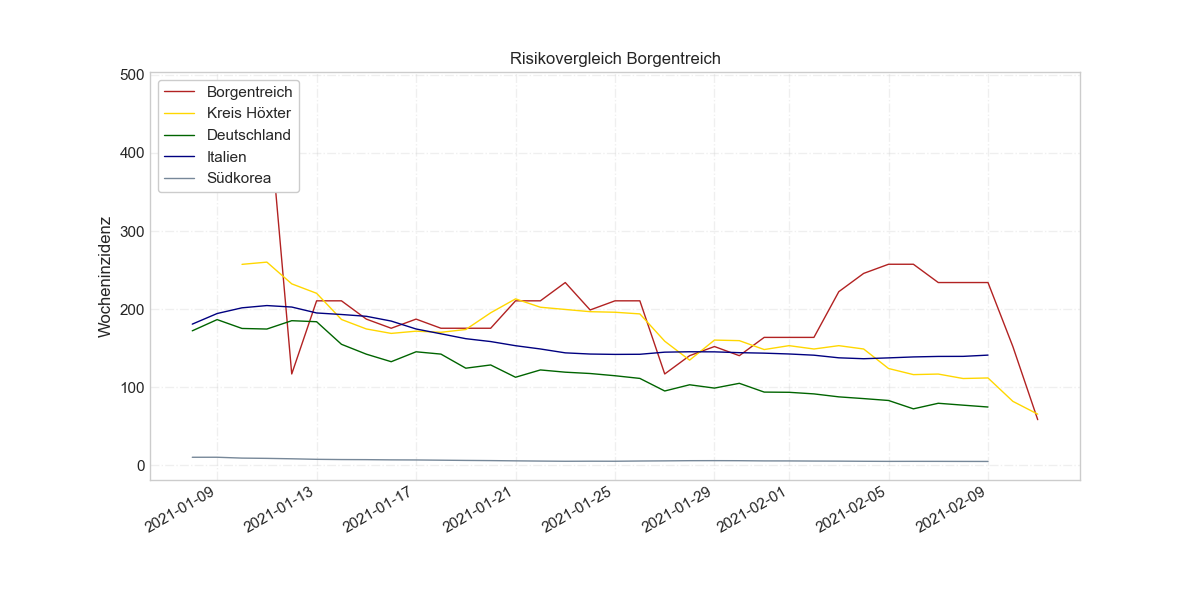 Risikovergleich Borgentreich
Wocheninzidenz
500
400
300
200
100
0
Borgentreich
Kreis Höxter
Deutschland
Italien
Südkorea
2021-01-09
2021-01-13
2021-01-17
2021-01-21
2021-01-25
2021-01-29
2021-02-01
2021-02-05
2021-02-09